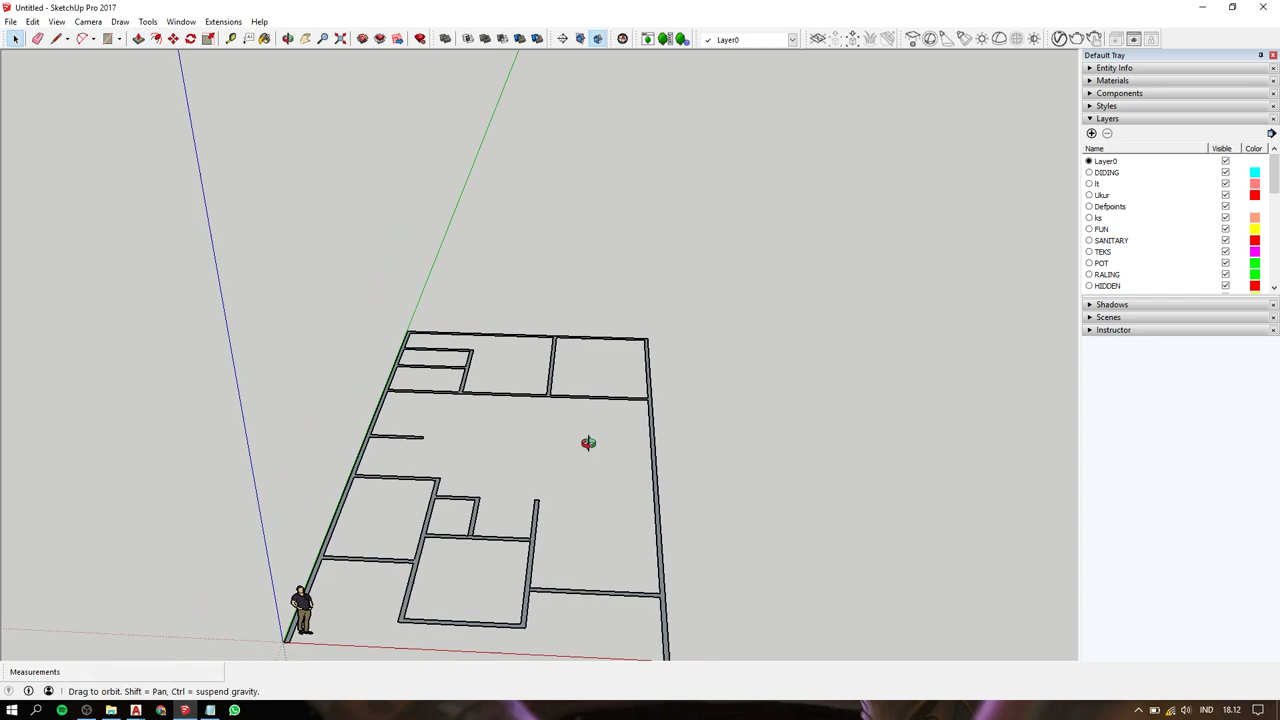 Untitled - SketchUp Pro 2017
File Edit View Camera Draw Tools Window Extensions Help
Layer0
Default Tray
Entity Info
Materials
Components
Styles
Layers
Name Visible Color
Layer0
DIDING
lt
Ukur
Defpoints
ks
FUN
SANITARY
TEKS
POT
RALING
HIDDEN
Shadows
Scenes
Instructor
Measurements
Drag to orbit. Shift = Pan, Ctrl = suspend gravity.
IND 18.12